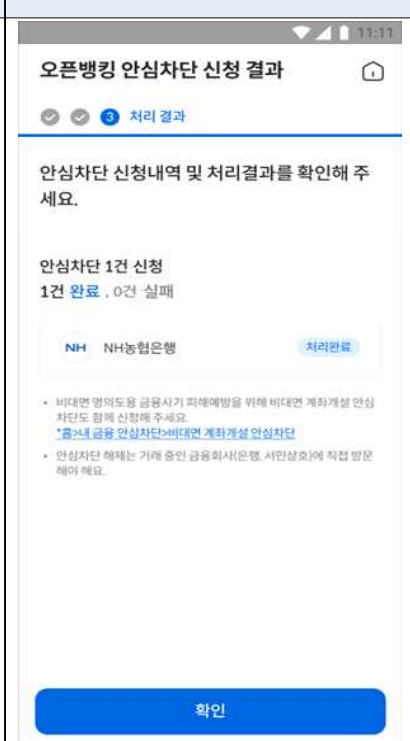 11:11
오픈뱅킹 안심차단 신청 결과
3 처리 결과
안심차단 신청내역 및 처리결과를 확인해 주
세요.
안심차단 1건 신청
1건 완료 , 0건 실패
NH NH농협은행 처리완료
• 비대면 명의도용 금융사기 피해예방을 위해 비대면 계좌개설 안심
차단도 함께 신청해 주세요.
*홈>내 금융 안심차단>비대면 계좌개설 안심차단
• 안심차단 해제는 거래 중인 금융회사(은행, 서민상호)에 직접 방문
해야 해요.
확인